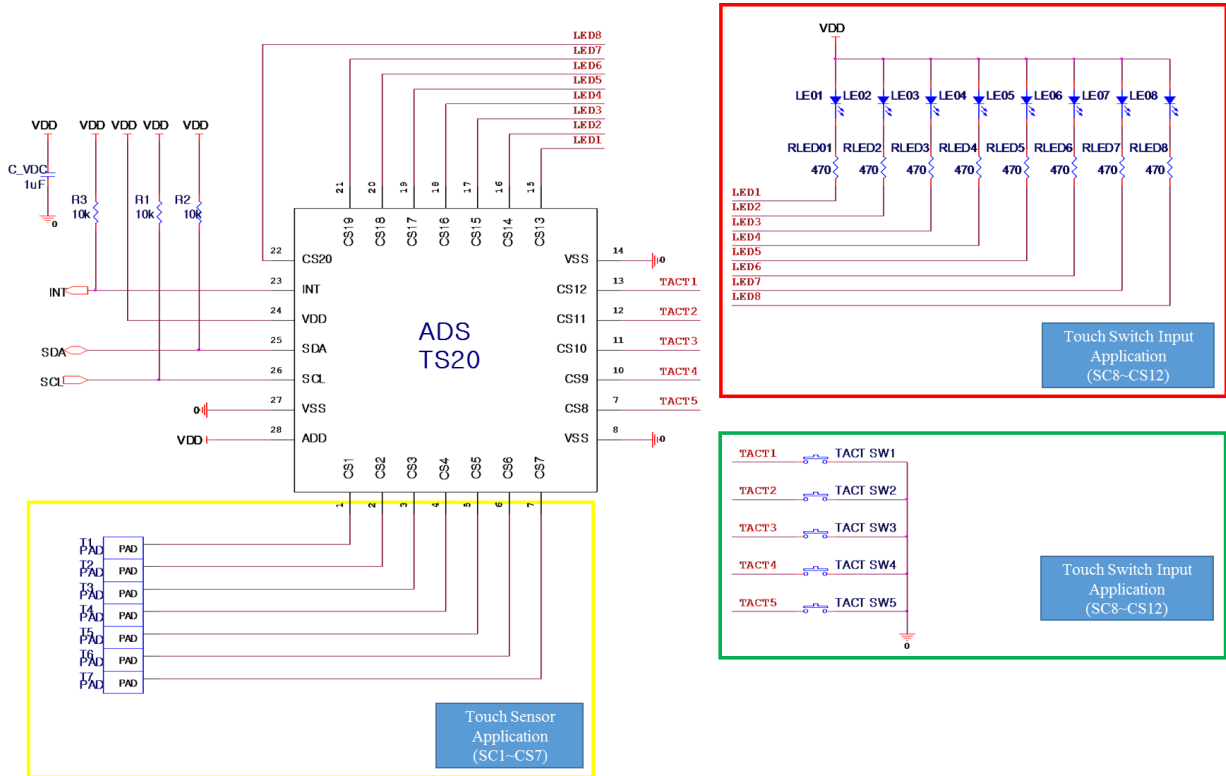 LED8
LED7
LED6
LED5
LED4
LED3
LED2
LED1
VDD VDD VDD VDD VDD
C_VDC
1uF
0
R3
10k
R1
10k
R2
10k
21 20 19 18 17 16 15
CS19 CS18 CS17 CS16 CS15 CS14 CS13
22 CS20
INT 23 INT
24 VDD
SDA 25 SDA
SCL 26 SCL
0 27 VSS
VDD 28 ADD
ADS
TS20
VSS 14 0
CS12 13 TACT1
CS11 12 TACT2
CS10 11 TACT3
CS9 10 TACT4
CS8 7 TACT5
VSS 8 0
CS1 CS2 CS3 CS4 CS5 CS6 CS7
1 2 3 4 5 6 7
T1
PAD PAD
T2
PAD PAD
T3
PAD PAD
T4
PAD PAD
T5
PAD PAD
T6
PAD PAD
T7
PAD PAD
Touch Sensor
Application
(SC1~CS7)
VDD
LE01 LE02 LE03 LE04 LE05 LE06 LE07 LE08
RLED01 RLED2 RLED3 RLED4 RLED5 RLED6 RLED7 RLED8
470 470 470 470 470 470 470 470
LED1
LED2
LED3
LED4
LED5
LED6
LED7
LED8
Touch Switch Input
Application
(SC8~CS12)
TACT1 TACT SW1
TACT2 TACT SW2
TACT3 TACT SW3
TACT4 TACT SW4
TACT5 TACT SW5
0
Touch Switch Input
Application
(SC8~CS12)